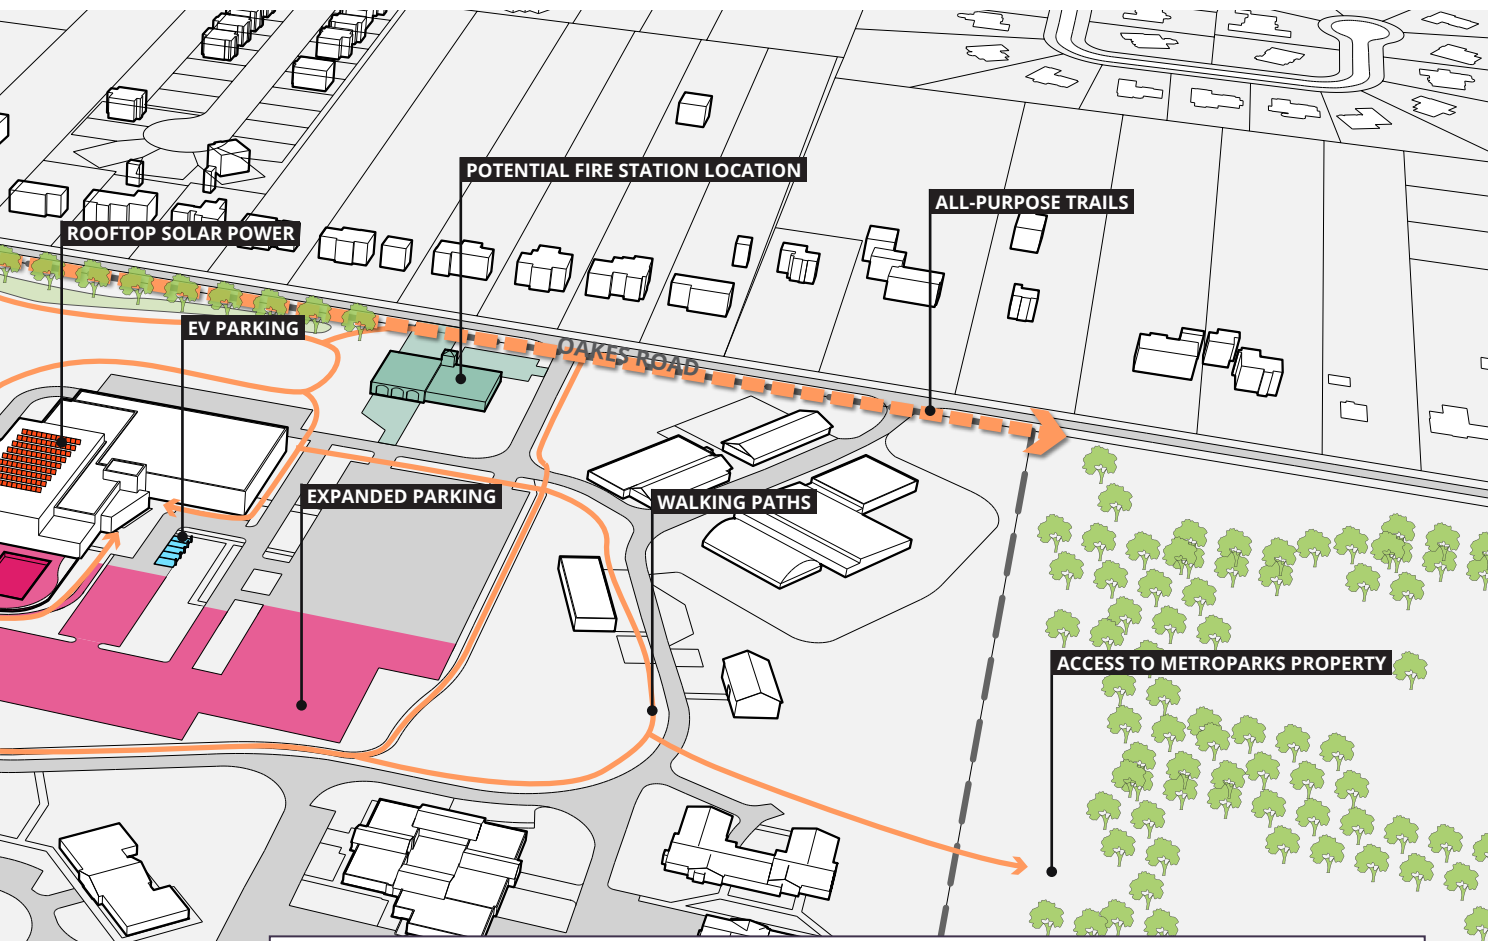 POTENTIAL FIRE STATION LOCATION
ALL-PURPOSE TRAILS
ROOFTOP SOLAR POWER
EV PARKING
OAKES ROAD
EXPANDED PARKING
WALKING PATHS
ACCESS TO METROPARKS PROPERTY